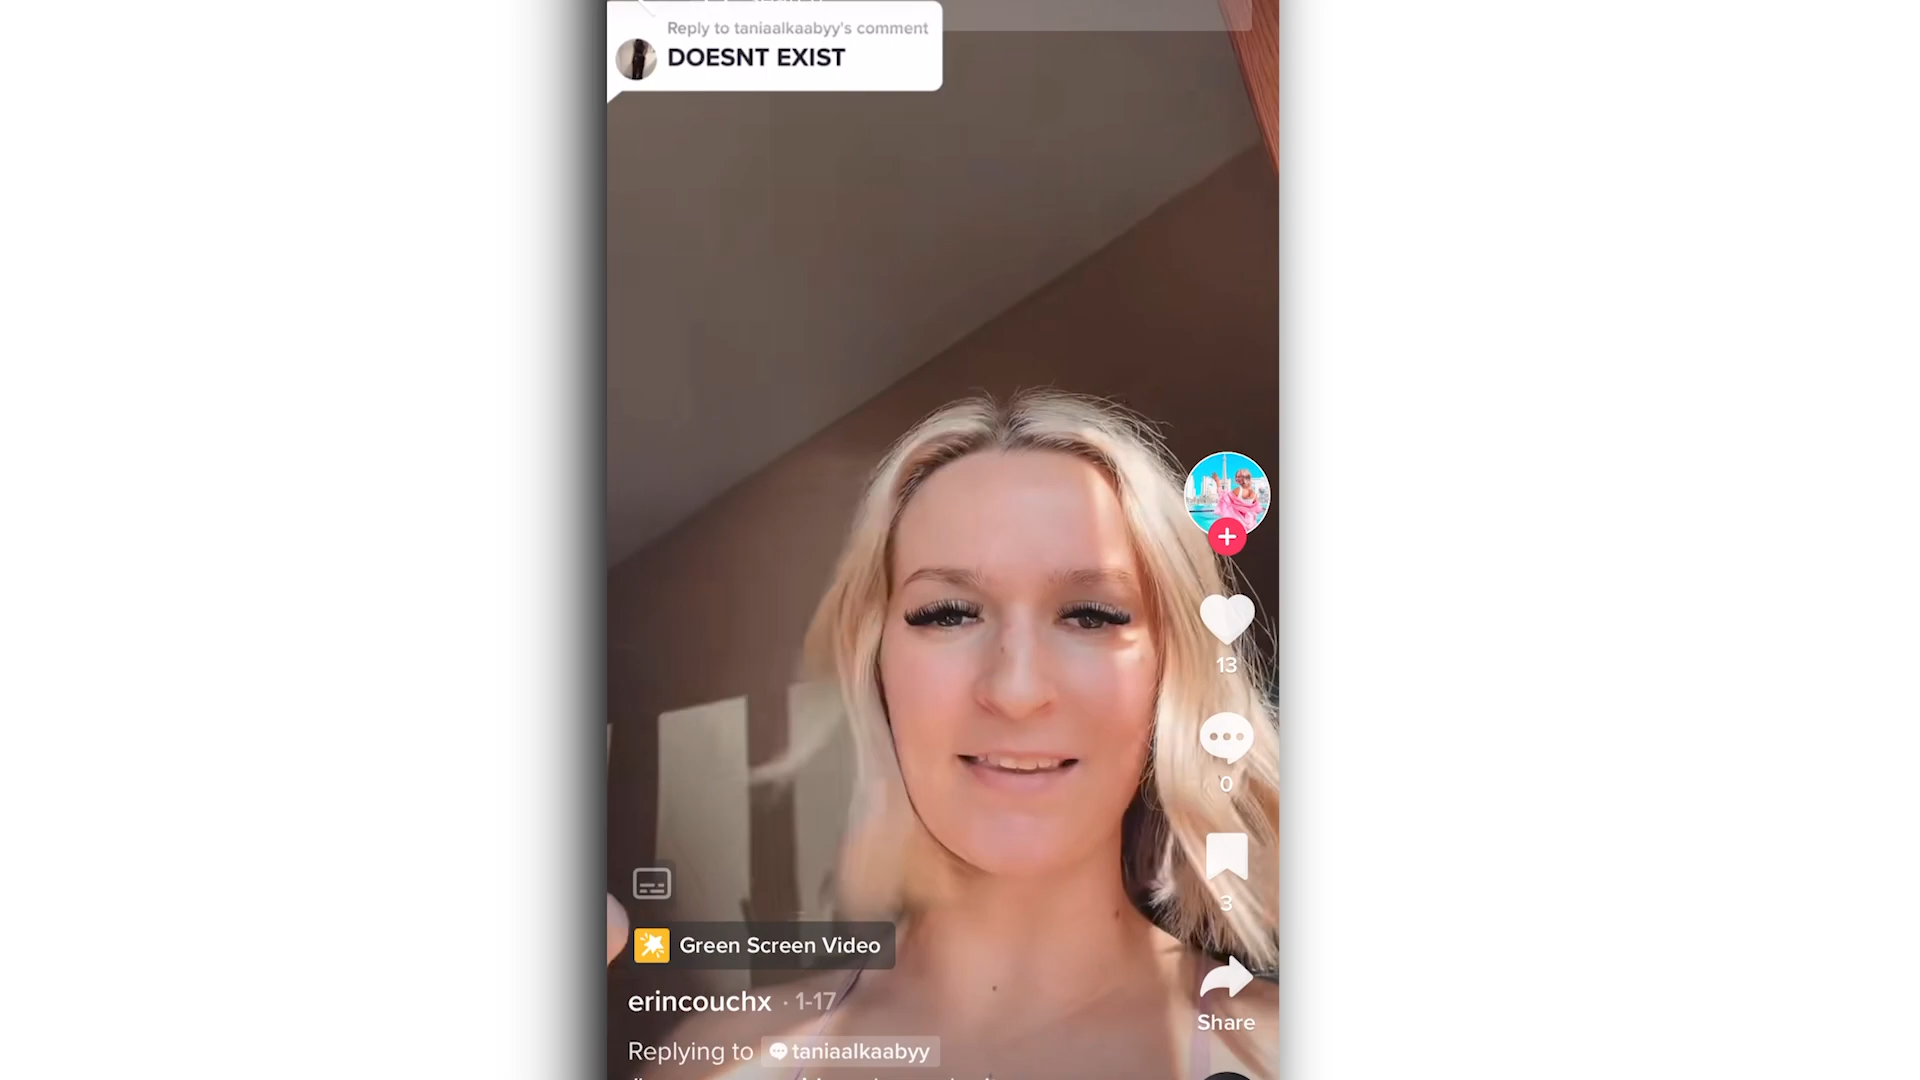 Reply to taniaalkaabyy's comment
DOESNT EXIST
13
0
3
Green Screen Video
erincouchx · 1-17
Share
Replying to taniaalkaabyy